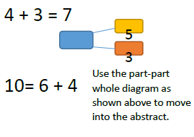 4 + 3 = 7
5
3
10= 6 + 4
Use the part-part
whole diagram as
shown above to move
into the abstract.